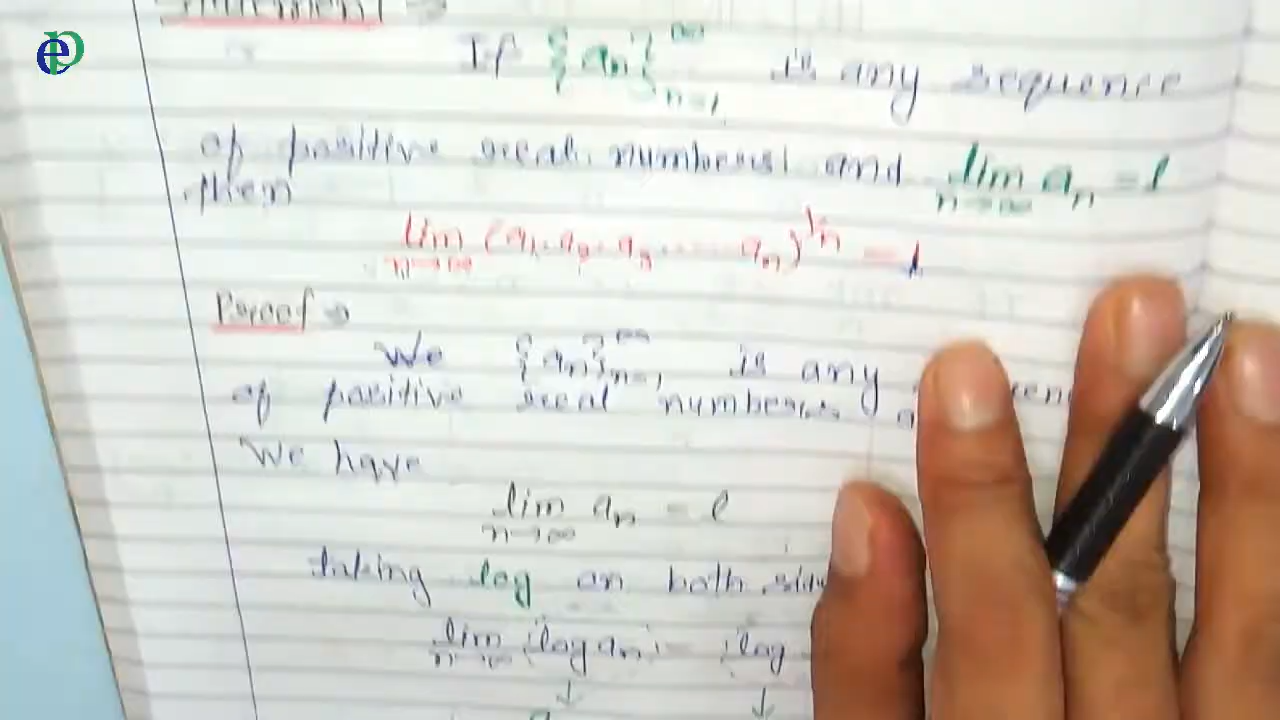 Statement →
ep
If {an}∞n=1 is any sequence
of positive real numbers and lim n→∞ an = l
then
lim n→∞ (a1. a2. a3. ---- an)^1/n = l
Proof →
We {an}∞n=1 is any
of positive real numbers
We have
lim n→∞ an = l
taking log on both
lim n→∞ (log an) = log